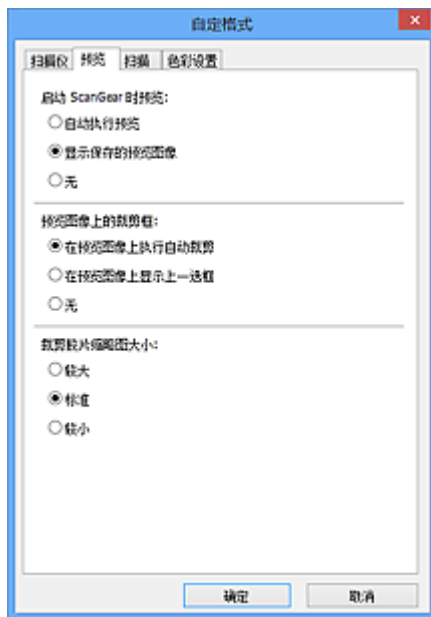 自定格式
扫描仪 预览 扫描 色彩设置
启动 ScanGear 时预览:
自动执行预览
显示保存的预览图像
无
预览图像上的裁剪框:
在预览图像上执行自动裁剪
在预览图像上显示上一选框
无
裁剪胶片缩略图大小:
较大
标准
较小
确定 取消